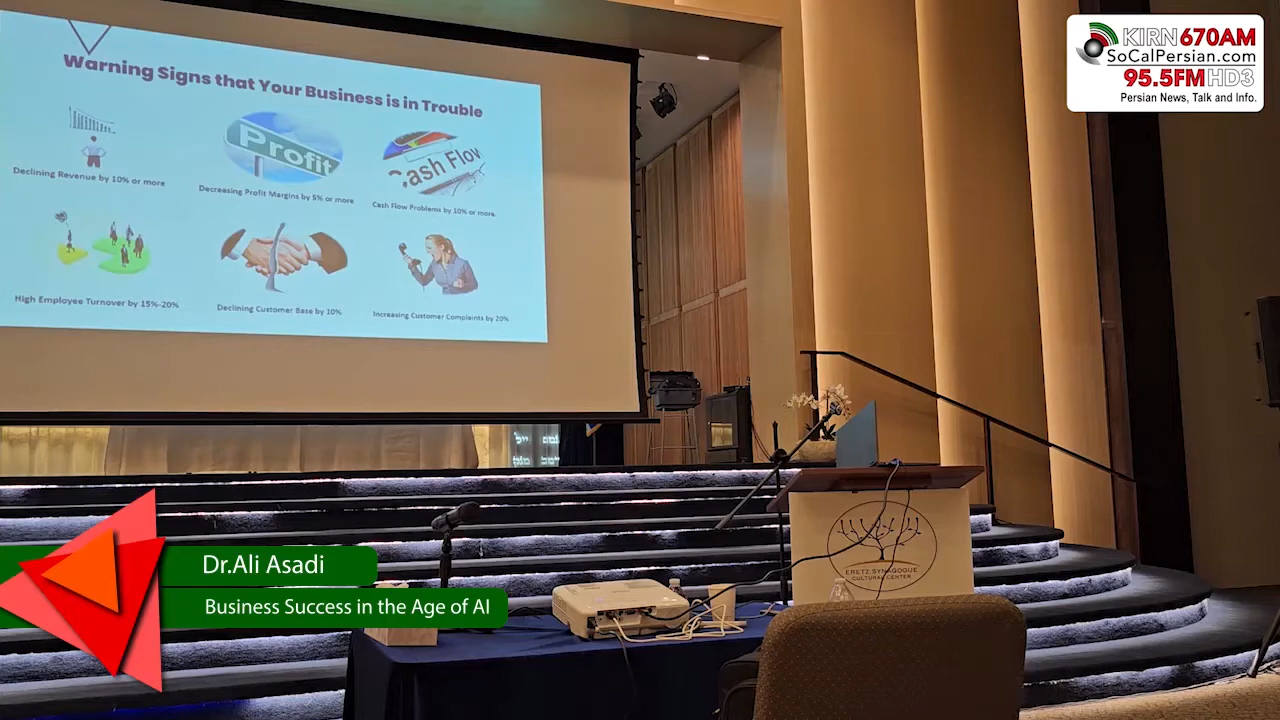 Warning Signs that Your Business is in Trouble
Profit
Cash Flow
Declining Revenue by 10% or more
Decreasing Profit Margins by 5% or more
Cash Flow Problems by 10% or more.
High Employee Turnover by 15%-20%
Declining Customer Base by 10%
Increasing Customer Complaints by 20%
KIRN 670AM
SoCalPersian.com
95.5FM HD3
Persian News, Talk and Info.
ERETZ SYNAGOGUE
CULTURAL CENTER
Dr.Ali Asadi
Business Success in the Age of AI